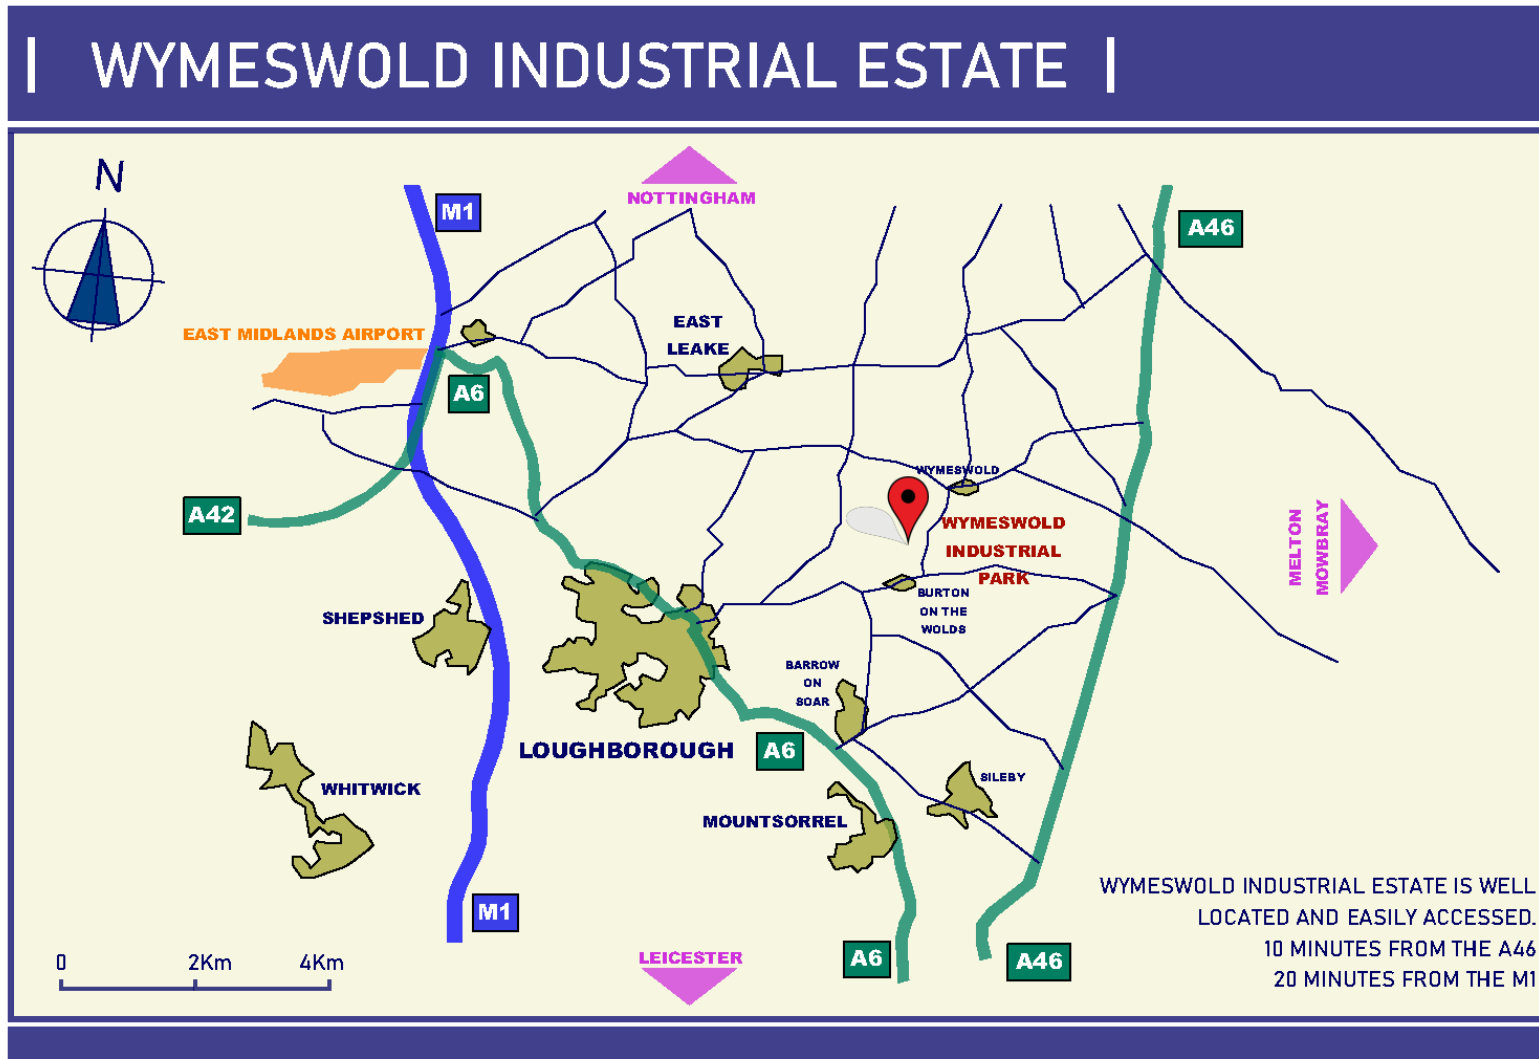 | WYMESWOLD INDUSTRIAL ESTATE |
N
NOTTINGHAM
M1
A46
EAST MIDLANDS AIRPORT
EAST
LEAKE
A6
WYMESWOLD
A42
WYMESWOLD
INDUSTRIAL
PARK
MELTON
MOWBRAY
BURTON
ON THE
WOLDS
SHEPSHED
BARROW
ON
SOAR
LOUGHBOROUGH
A6
SILEBY
WHITWICK
MOUNTSORREL
M1
WYMESWOLD INDUSTRIAL ESTATE IS WELL
LOCATED AND EASILY ACCESSED.
10 MINUTES FROM THE A46
20 MINUTES FROM THE M1
0 2Km 4Km
LEICESTER
A6
A46